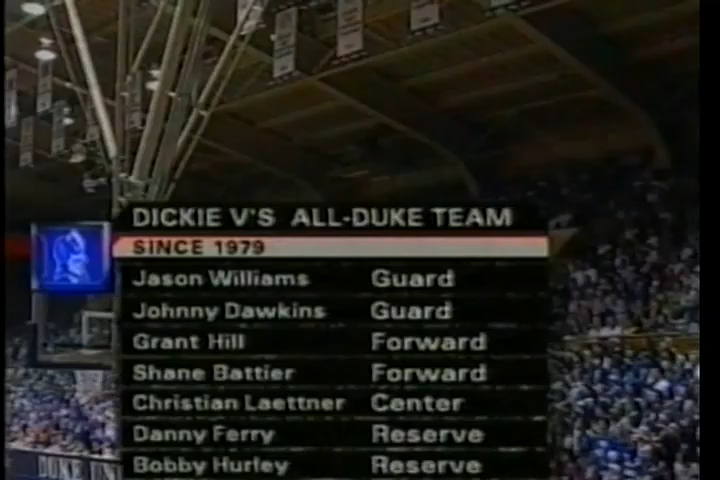 DICKIE V'S ALL-DUKE TEAM
SINCE 1979
Jason Williams Guard
Johnny Dawkins Guard
Grant Hill Forward
Shane Battier Forward
Christian Laettner Center
Danny Ferry Reserve
Bobby Hurley Reserve
DUKE